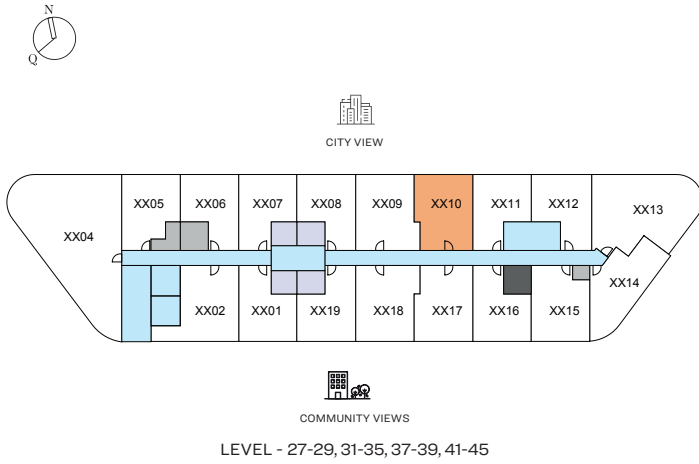 N
Q
CITY VIEW
XX05 XX06 XX07 XX08 XX09 XX10 XX11 XX12
XX13
XX04
XX14
XX02 XX01 XX19 XX18 XX17 XX16 XX15
COMMUNITY VIEWS
LEVEL - 27-29, 31-35, 37-39, 41-45